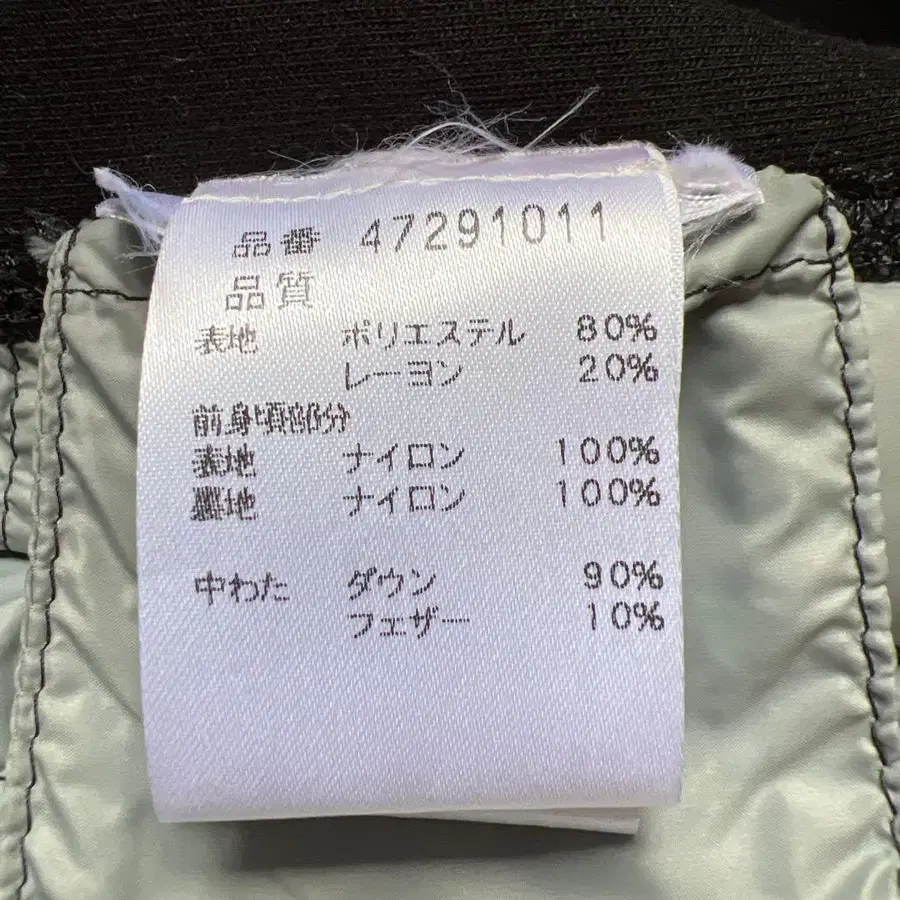 品番 47291011
品質
表地 ポリエステル 80%
レーヨン 20%
前身頃部分
表地 ナイロン 100%
裏地 ナイロン 100%
中わた ダウン 90%
フェザー 10%